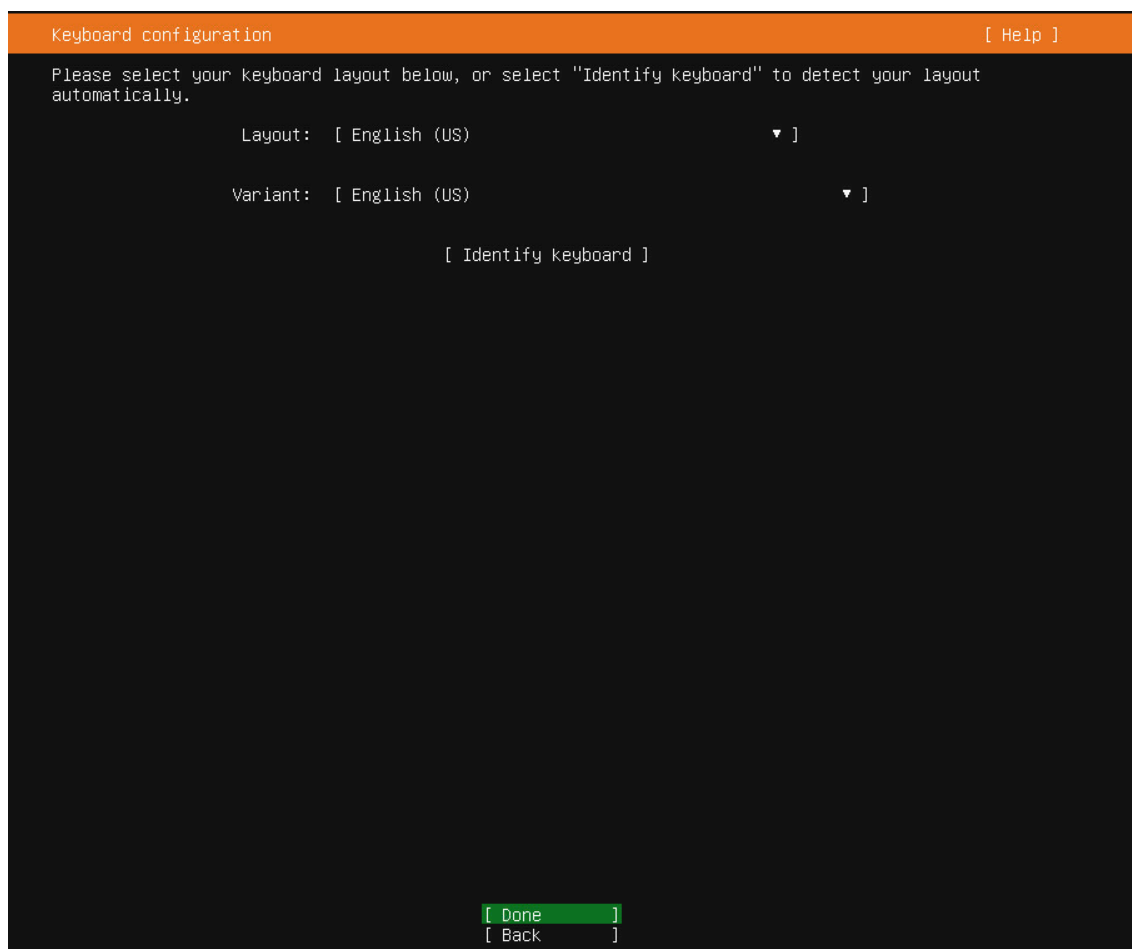 Keyboard configuration [ Help ]
Please select your keyboard layout below, or select "Identify keyboard" to detect your layout
automatically.
Layout: [ English (US) ▾ ]
Variant: [ English (US) ▾ ]
[ Identify keyboard ]
[ Done ]
[ Back ]